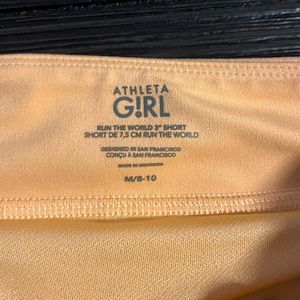 ATHLETA
G!RL
RUN THE WORLD 3" SHORT
SHORT DE 7,5 CM RUN THE WORLD
DESIGNED IN SAN FRANCISCO
CONÇU À SAN FRANCISCO
MADE IN INDONESIA
M/8-10